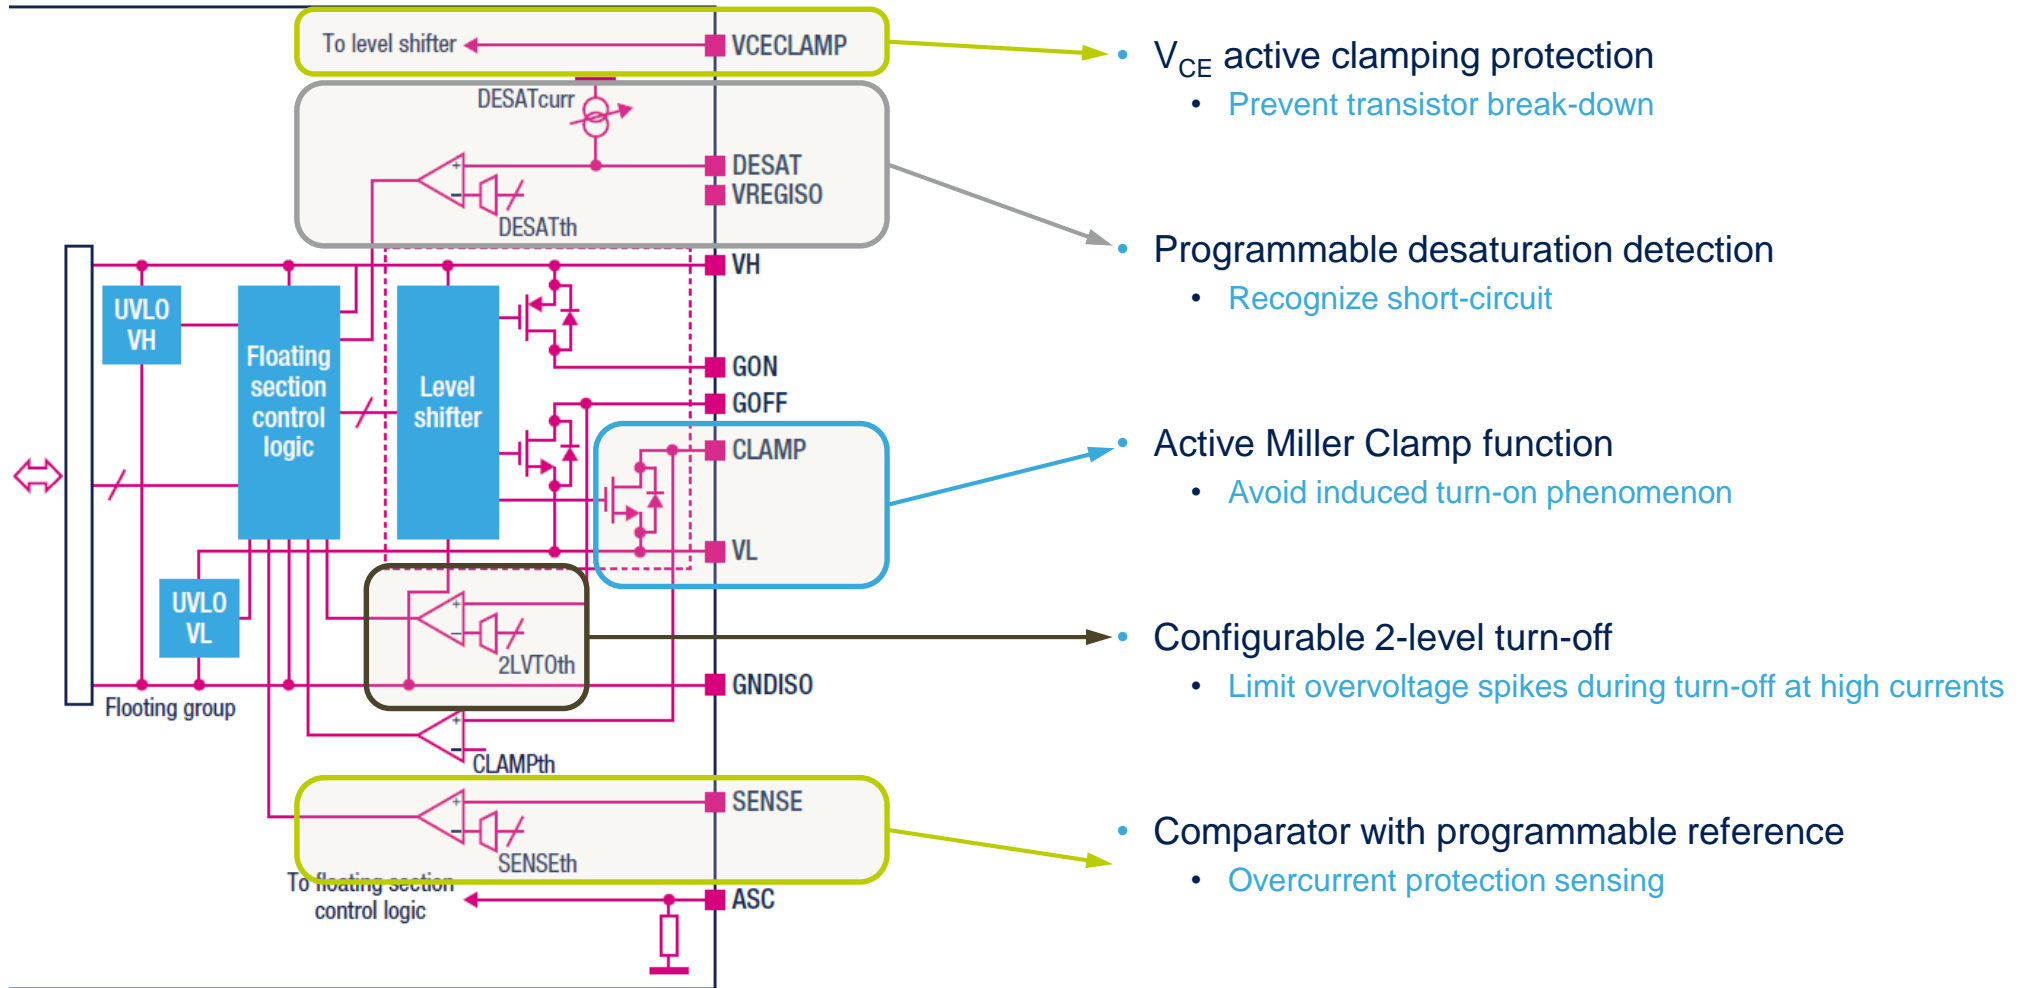 To level shifter
VCECLAMP
DESATcurr
DESAT
VREGISO
DESATth
VH
UVLO
VH
Floating
section
control
logic
Level
shifter
GON
GOFF
CLAMP
VL
UVLO
VL
2LVTOth
GNDISO
Flooting group
CLAMPth
SENSE
SENSEth
To floating section
control logic
ASC
• VCE active clamping protection
• Prevent transistor break-down
• Programmable desaturation detection
• Recognize short-circuit
• Active Miller Clamp function
• Avoid induced turn-on phenomenon
• Configurable 2-level turn-off
• Limit overvoltage spikes during turn-off at high currents
• Comparator with programmable reference
• Overcurrent protection sensing